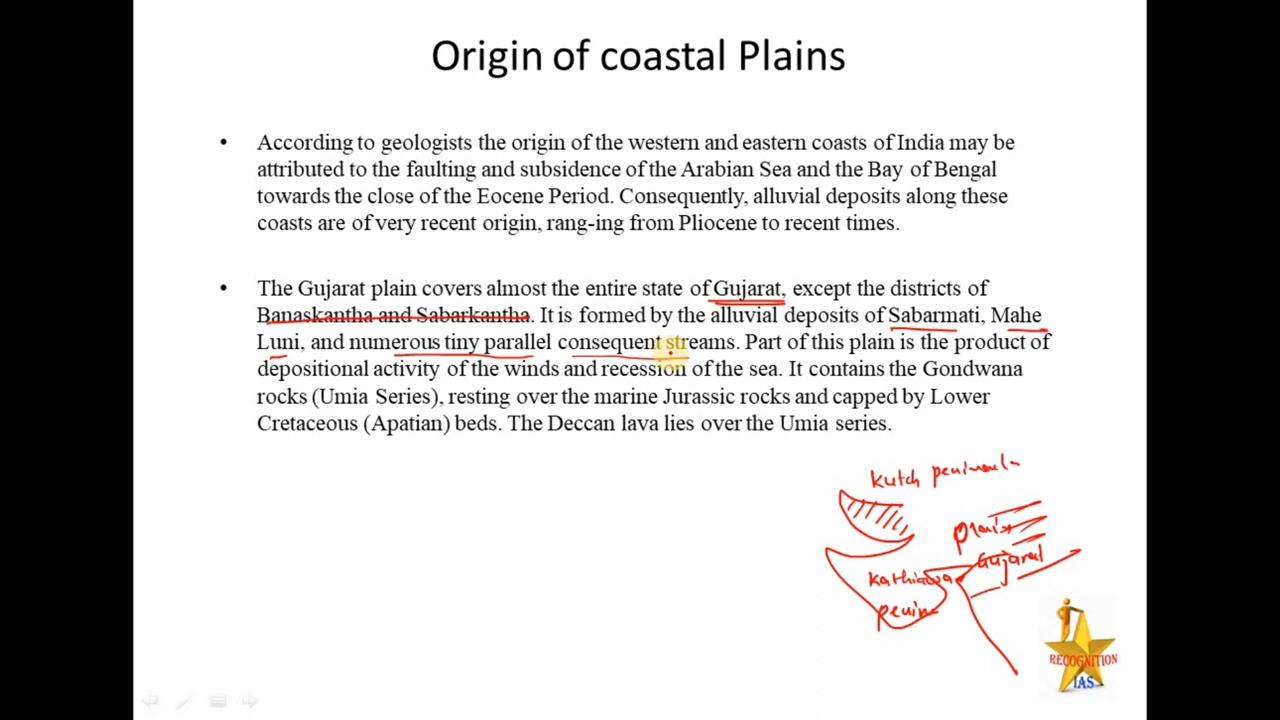 Origin of coastal Plains
• According to geologists the origin of the western and eastern coasts of India may be
attributed to the faulting and subsidence of the Arabian Sea and the Bay of Bengal
towards the close of the Eocene Period. Consequently, alluvial deposits along these
coasts are of very recent origin, rang-ing from Pliocene to recent times.
• The Gujarat plain covers almost the entire state of Gujarat, except the districts of
Banaskantha and Sabarkantha. It is formed by the alluvial deposits of Sabarmati, Mahe
Luni, and numerous tiny parallel consequent streams. Part of this plain is the product of
depositional activity of the winds and recession of the sea. It contains the Gondwana
rocks (Umia Series), resting over the marine Jurassic rocks and capped by Lower
Cretaceous (Apatian) beds. The Deccan lava lies over the Umia series.
Kutch peninsula
Gujarat
RECOGNITION
IAS